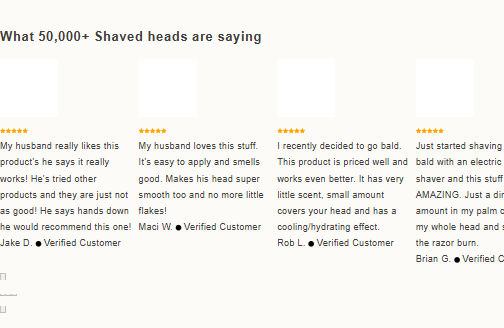 What 50,000+ Shaved heads are saying
My husband really likes this
product's he says it really
works! He's tried other
products and they are just not
as good! He says hands down
he would recommend this one!
Jake D. ● Verified Customer
My husband loves this stuff.
It's easy to apply and smells
good. Makes his head super
smooth too and no more little
flakes!
Maci W. ● Verified Customer
I recently decided to go bald.
This product is priced well and
works even better. It has very
little scent, small amount
covers your head and has a
cooling/hydrating effect.
Rob L. ● Verified Customer
Just started shaving
bald with an electric
shaver and this stuff
AMAZING. Just a di
amount in my palm
my whole head and
the razor burn.
Brian G. ● Verified